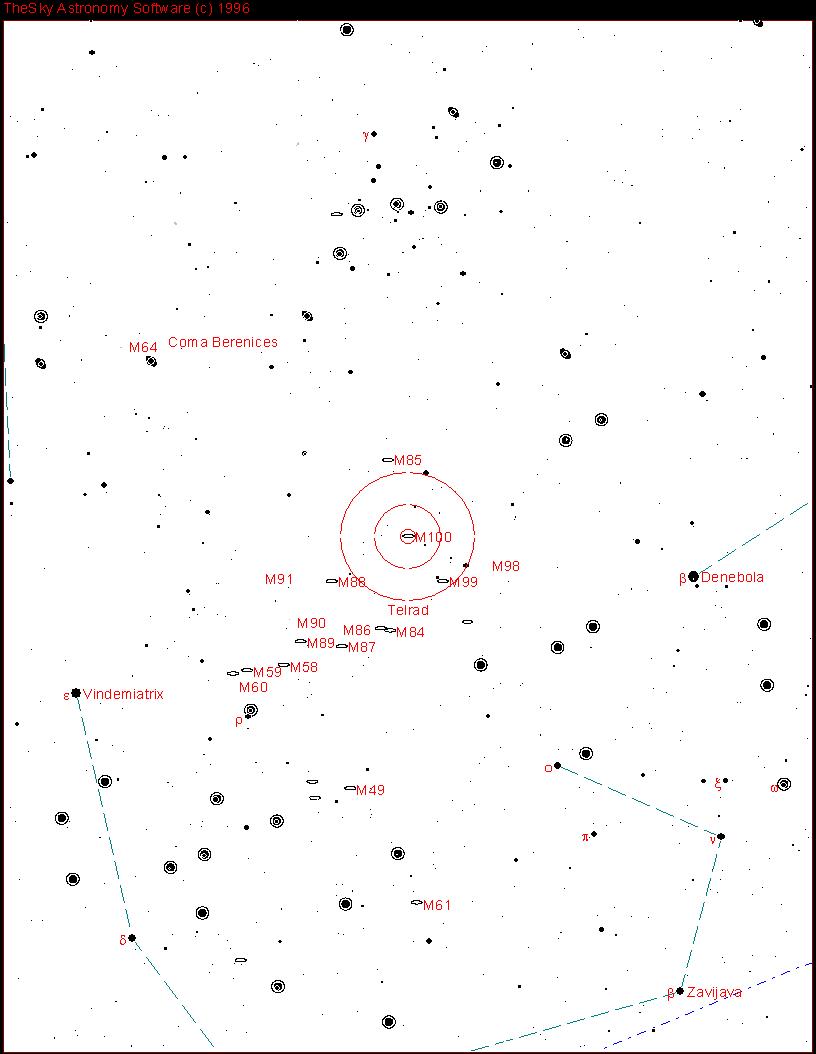 TheSky Astronomy Software (c) 1996
γ
M64
Coma Berenices
M85
M100
M98
M91
M88
M99
β
Denebola
Telrad
M90
M86
M84
M89
M87
M58
M59
M60
ε
Vindemiatrix
ρ
ο
M49
ξ
ω
π
ν
M61
δ
β
Zavijava